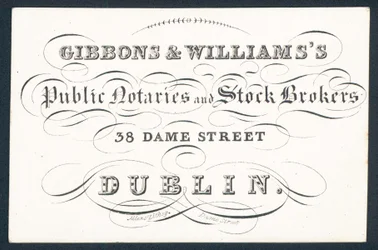 GIBBONS & WILLIAMS'S
Public Notaries and Stock Brokers
38 DAME STREET
DUBLIN.